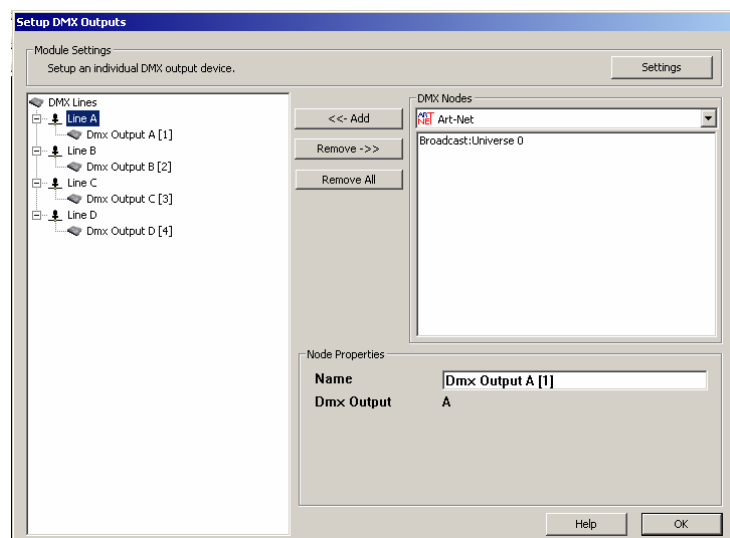 Setup DMX Outputs
Module Settings
Setup an individual DMX output device.
Settings
DMX Lines
Line A
Dmx Output A [1]
Line B
Dmx Output B [2]
Line C
Dmx Output C [3]
Line D
Dmx Output D [4]
<<- Add
Remove ->>
Remove All
DMX Nodes
ART NET Art-Net
Broadcast:Universe 0
Node Properties
Name Dmx Output A [1]
Dmx Output A
Help
OK